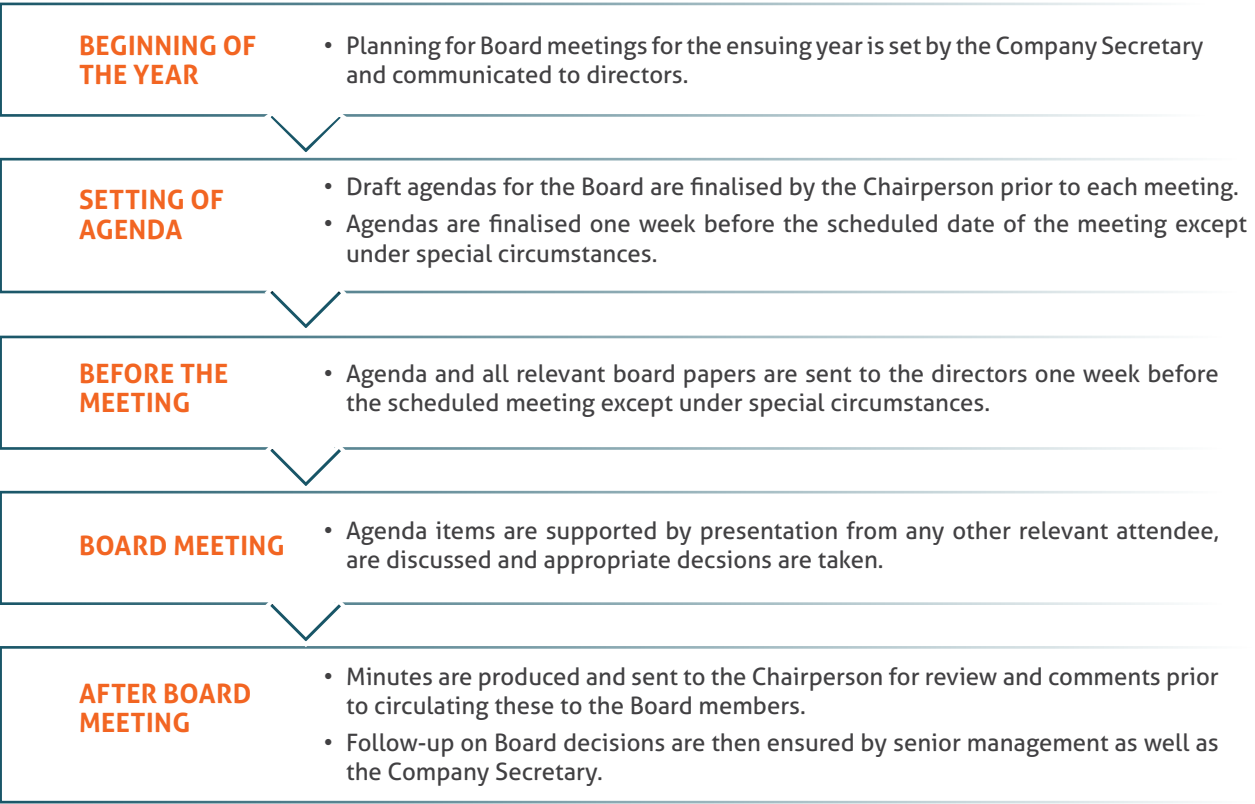 BEGINNING OF
THE YEAR
• Planning for Board meetings for the ensuing year is set by the Company Secretary
and communicated to directors.
SETTING OF
AGENDA
• Draft agendas for the Board are finalised by the Chairperson prior to each meeting.
• Agendas are finalised one week before the scheduled date of the meeting except
under special circumstances.
BEFORE THE
MEETING
• Agenda and all relevant board papers are sent to the directors one week before
the scheduled meeting except under special circumstances.
BOARD MEETING
• Agenda items are supported by presentation from any other relevant attendee,
are discussed and appropriate decsions are taken.
AFTER BOARD
MEETING
• Minutes are produced and sent to the Chairperson for review and comments prior
to circulating these to the Board members.
• Follow-up on Board decisions are then ensured by senior management as well as
the Company Secretary.